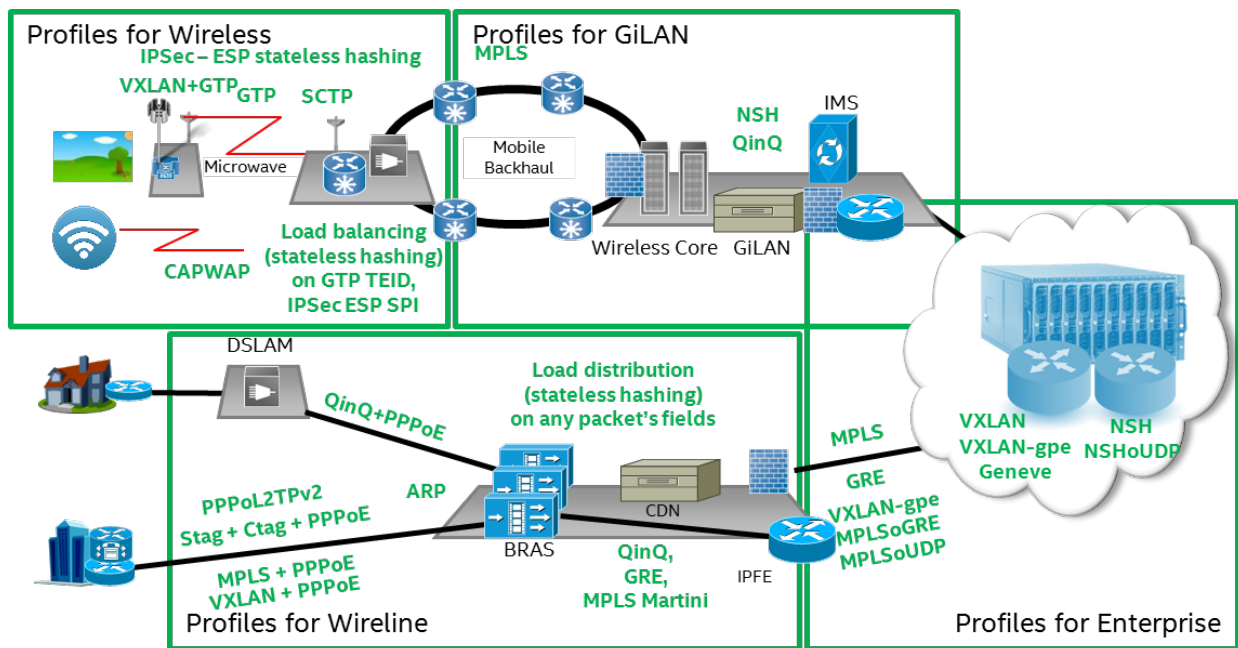 Profiles for Wireless
IPSec – ESP stateless hashing
VXLAN+GTP
GTP
SCTP
Microwave
CAPWAP
Load balancing
(stateless hashing)
on GTP TEID,
IPSec ESP SPI
Profiles for GiLAN
MPLS
Mobile
Backhaul
NSH
QinQ
IMS
Wireless Core
GiLAN
DSLAM
QinQ+PPPoE
Load distribution
(stateless hashing)
on any packet's fields
ARP
PPPoL2TPv2
Stag + Ctag + PPPoE
MPLS + PPPoE
VXLAN + PPPoE
BRAS
CDN
QinQ,
GRE,
MPLS Martini
IPFE
Profiles for Wireline
VXLAN
VXLAN-gpe
Geneve
NSH
NSHoUDP
MPLS
GRE
VXLAN-gpe
MPLSoGRE
MPLSoUDP
Profiles for Enterprise